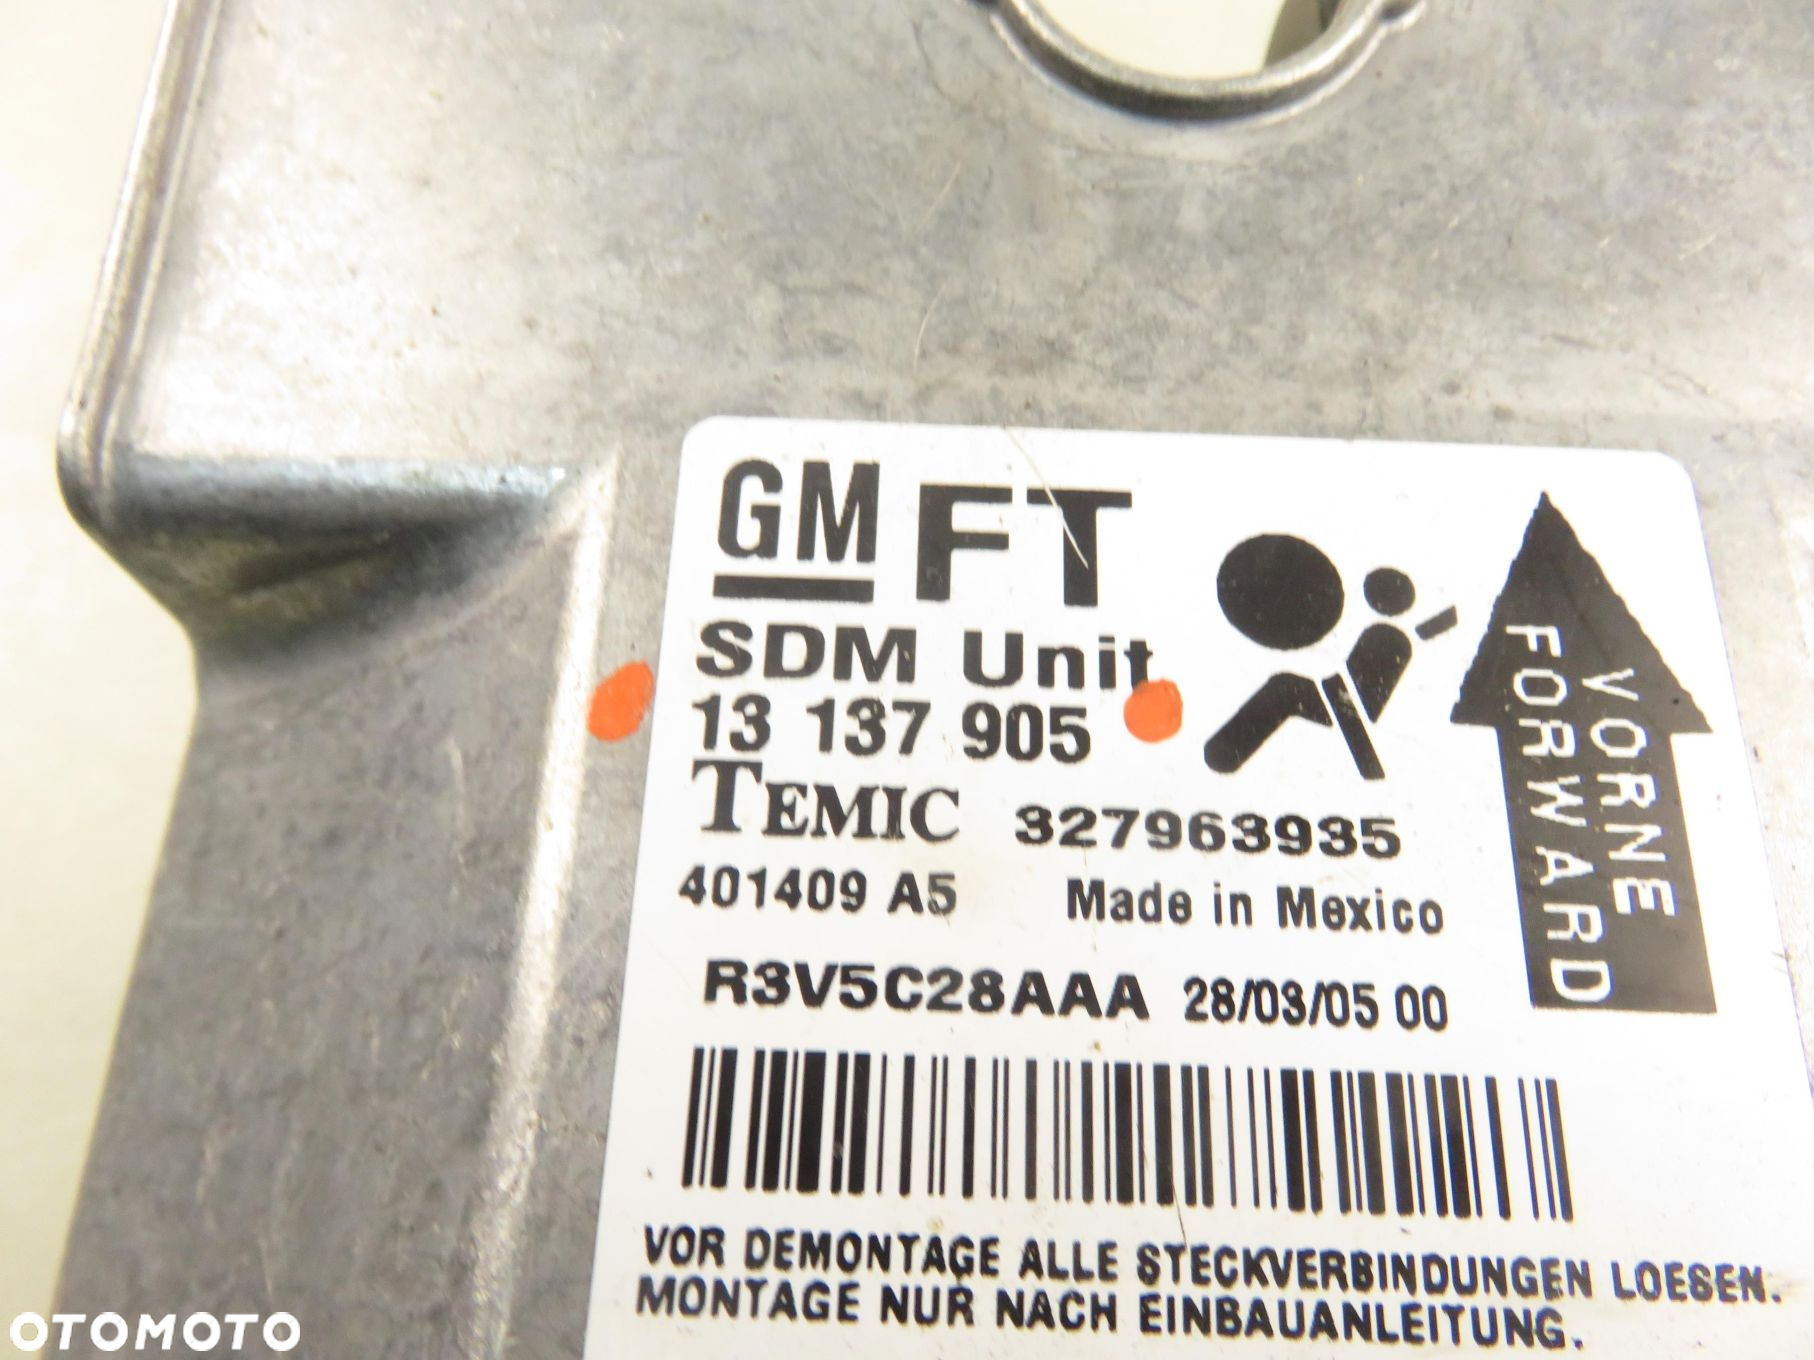 GM FT
SDM Unit
13 137 905
TEMIC 327963935
401409 A5 Made in Mexico
R3V5C28AAA 28/03/05 00
VORNE
FORWARD
VOR DEMONTAGE ALLE STECKVERBINDUNGEN LOESEN.
MONTAGE NUR NACH EINBAUANLEITUNG.
OTOMOTO